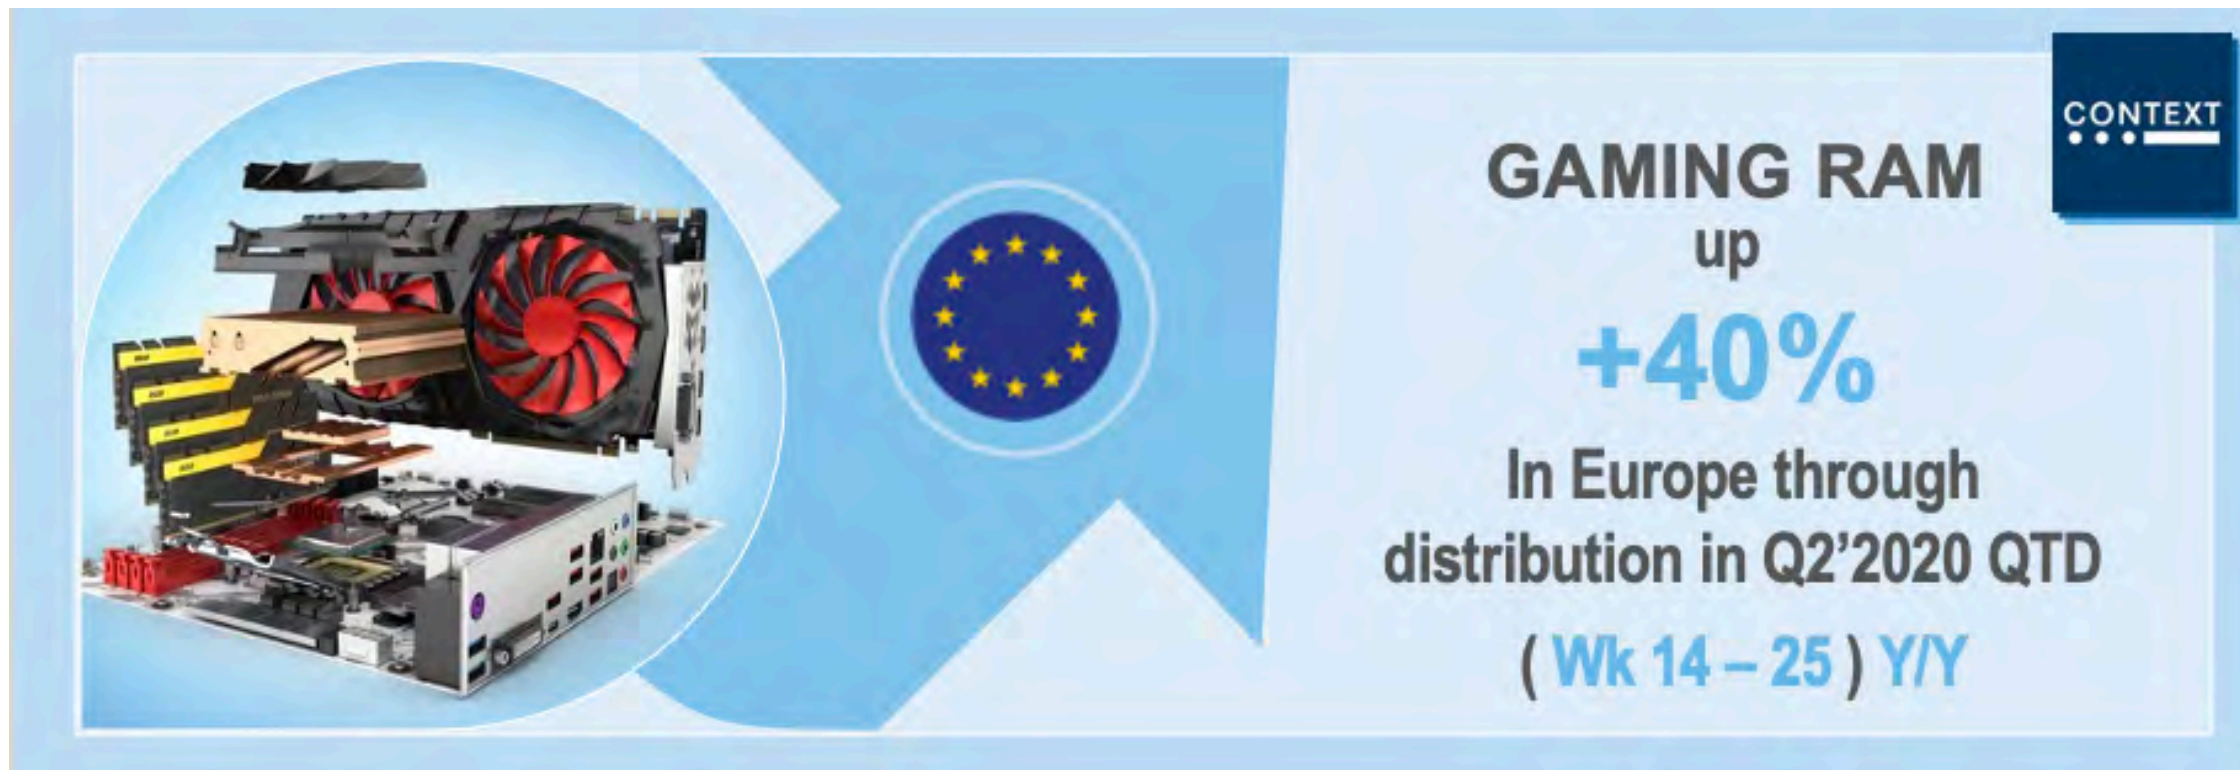 CONTEXT
GAMING RAM
up
+40%
In Europe through
distribution in Q2’2020 QTD
( Wk 14 – 25 ) Y/Y